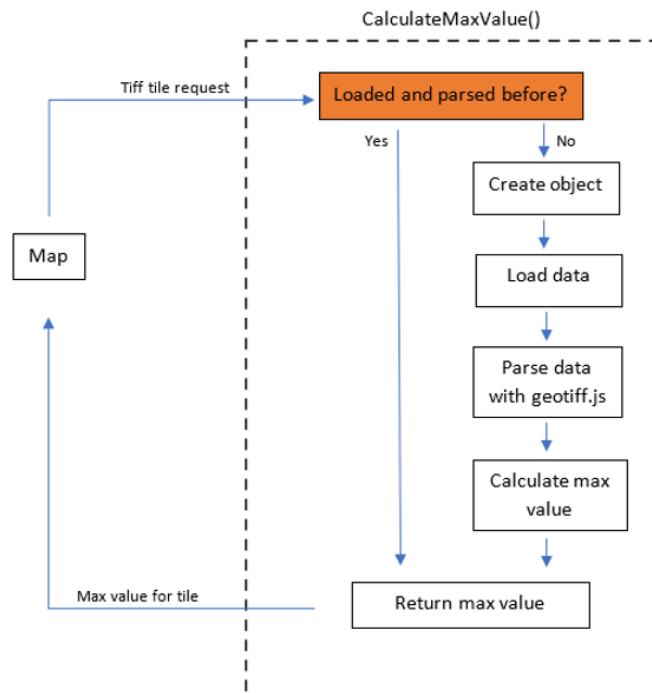 CalculateMaxValue()
Tiff tile request
Loaded and parsed before?
Yes
No
Create object
Map
Load data
Parse data
with geotiff.js
Calculate max
value
Max value for tile
Return max value